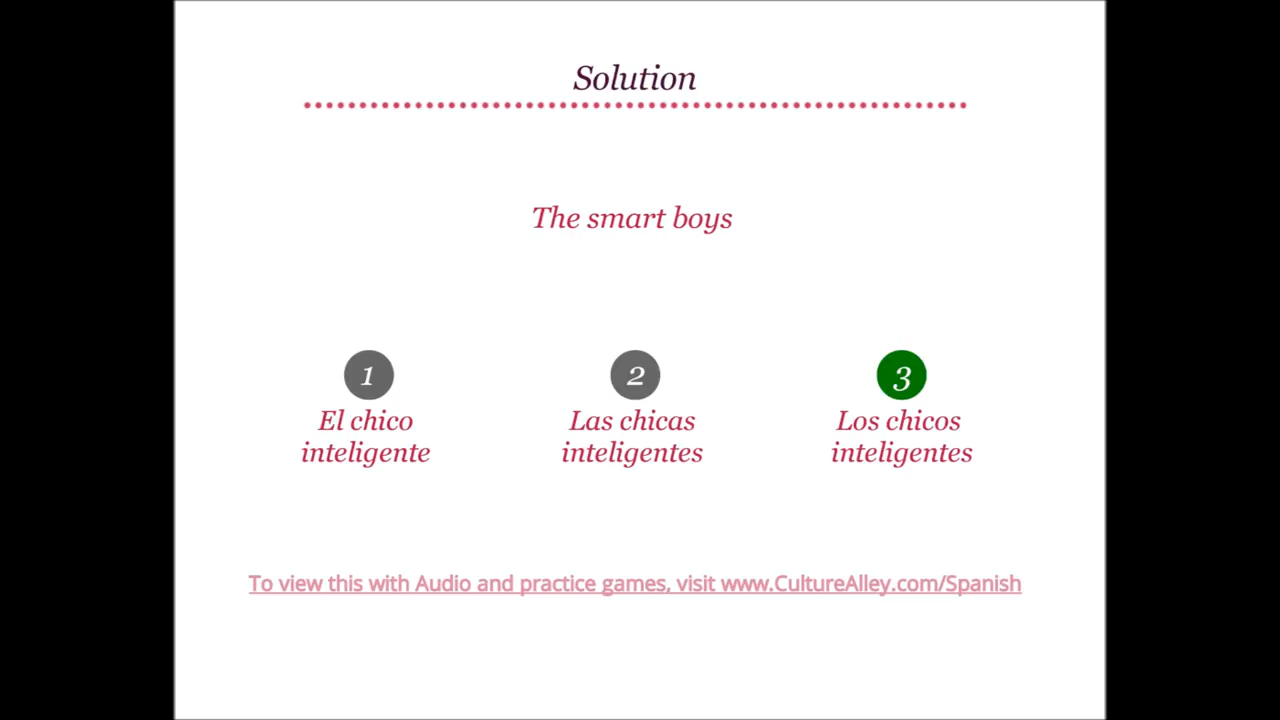 Solution
The smart boys
1
2
3
El chico
inteligente
Las chicas
inteligentes
Los chicos
inteligentes
To view this with Audio and practice games, visit www.CultureAlley.com/Spanish